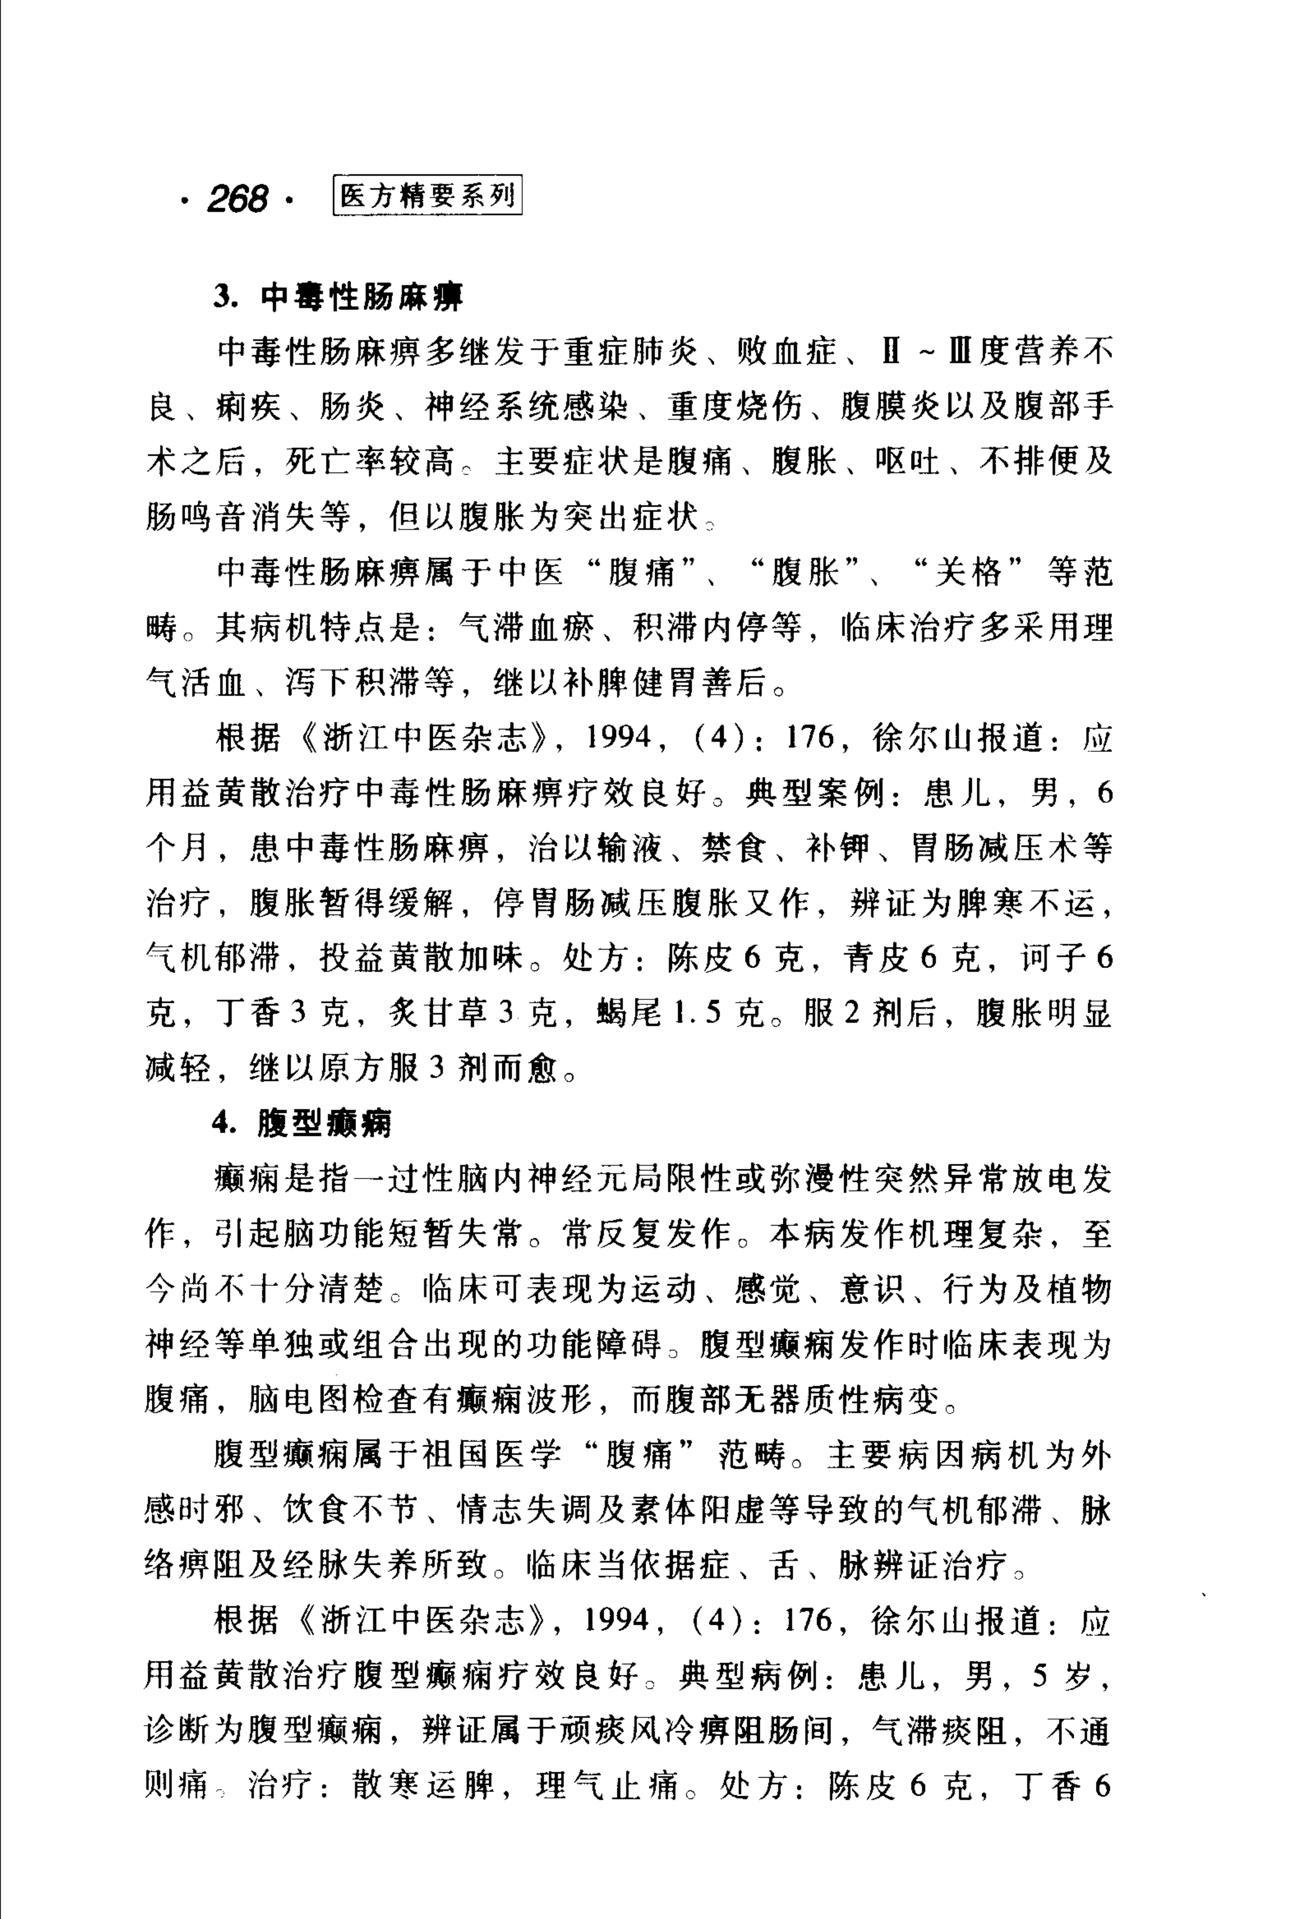 ·268· 医方精要系列
3. 中毒性肠麻痹
中毒性肠麻痹多继发于重症肺炎、败血症、Ⅱ～Ⅲ度营养不
良、痢疾、肠炎、神经系统感染、重度烧伤、腹膜炎以及腹部手
术之后，死亡率较高。主要症状是腹痛、腹胀、呕吐、不排便及
肠鸣音消失等，但以腹胀为突出症状。
中毒性肠麻痹属于中医“腹痛”、“腹胀”、“关格”等范
畴。其病机特点是：气滞血瘀、积滞内停等，临床治疗多采用理
气活血、泻下积滞等，继以补脾健胃善后。
根据《浙江中医杂志》，1994，（4）：176，徐尔山报道：应
用益黄散治疗中毒性肠麻痹疗效良好。典型案例：患儿，男，6
个月，患中毒性肠麻痹，治以输液、禁食、补钾、胃肠减压术等
治疗，腹胀暂得缓解，停胃肠减压腹胀又作，辨证为脾寒不运，
气机郁滞，投益黄散加味。处方：陈皮6克，青皮6克，诃子6
克，丁香3克，炙甘草3克，蝎尾1.5克。服2剂后，腹胀明显
减轻，继以原方服3剂而愈。
4. 腹型癫痫
癫痫是指一过性脑内神经元局限性或弥漫性突然异常放电发
作，引起脑功能短暂失常。常反复发作。本病发作机理复杂，至
今尚不十分清楚。临床可表现为运动、感觉、意识、行为及植物
神经等单独或组合出现的功能障碍。腹型癫痫发作时临床表现为
腹痛，脑电图检查有癫痫波形，而腹部无器质性病变。
腹型癫痫属于祖国医学“腹痛”范畴。主要病因病机为外
感时邪、饮食不节、情志失调及素体阳虚等导致的气机郁滞、脉
络痹阻及经脉失养所致。临床当依据症、舌、脉辨证治疗。
根据《浙江中医杂志》，1994，（4）：176，徐尔山报道：应
用益黄散治疗腹型癫痫疗效良好。典型病例：患儿，男，5岁，
诊断为腹型癫痫，辨证属于顽痰风冷痹阻肠间，气滞痰阻，不通
则痛。治疗：散寒运脾，理气止痛。处方：陈皮6克，丁香6